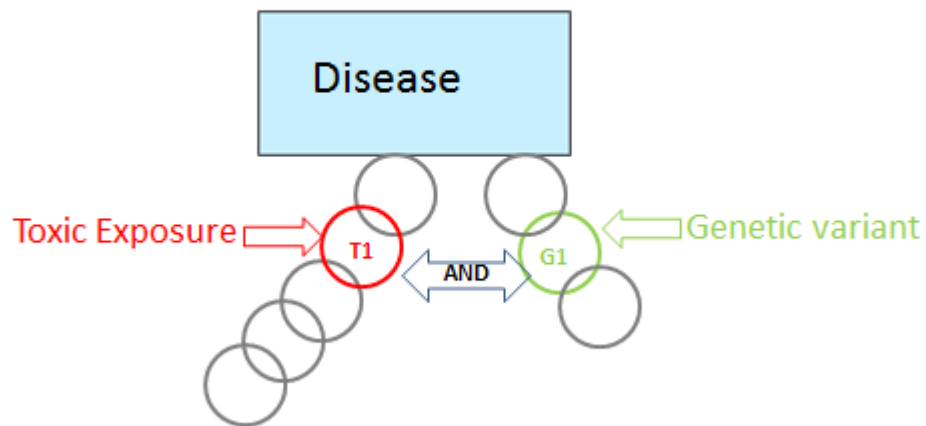 Disease
Toxic Exposure
T1
AND
G1
Genetic variant